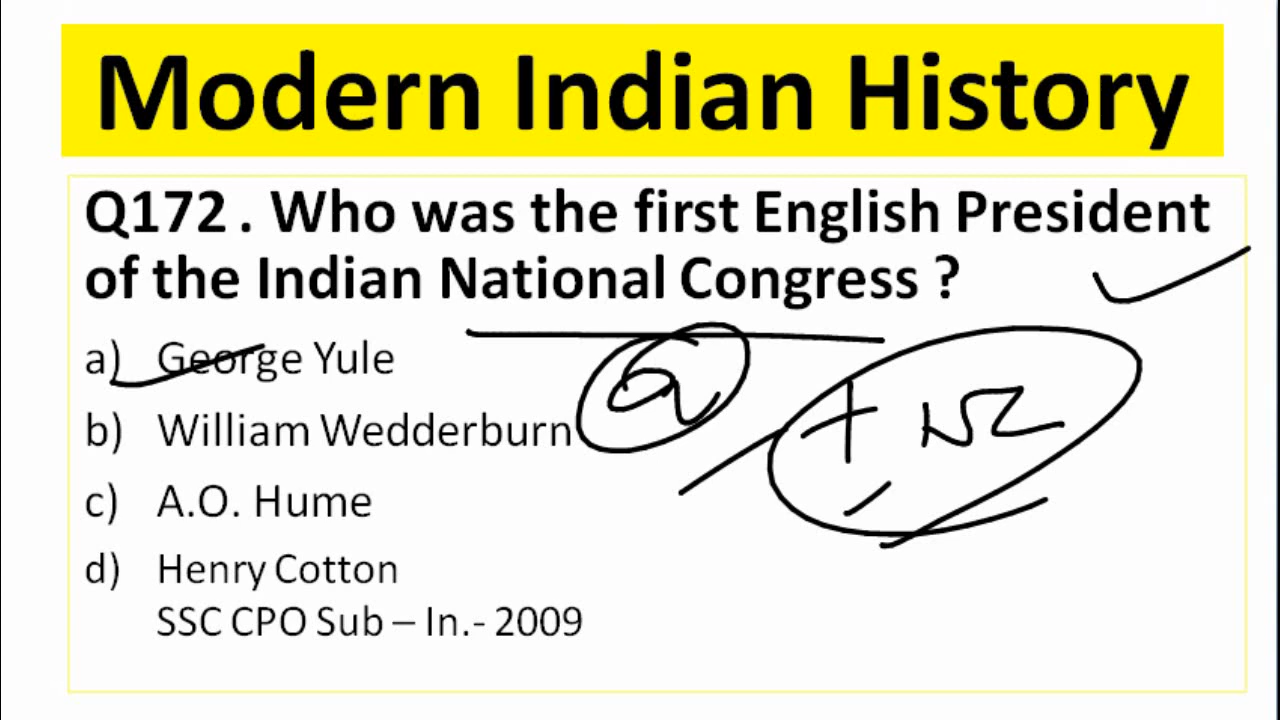 Modern Indian History
Q172. Who was the first English President
of the Indian National Congress ?
a) George Yule
b) William Wedderburn
c) A.O. Hume
d) Henry Cotton
SSC CPO Sub – In.- 2009
a